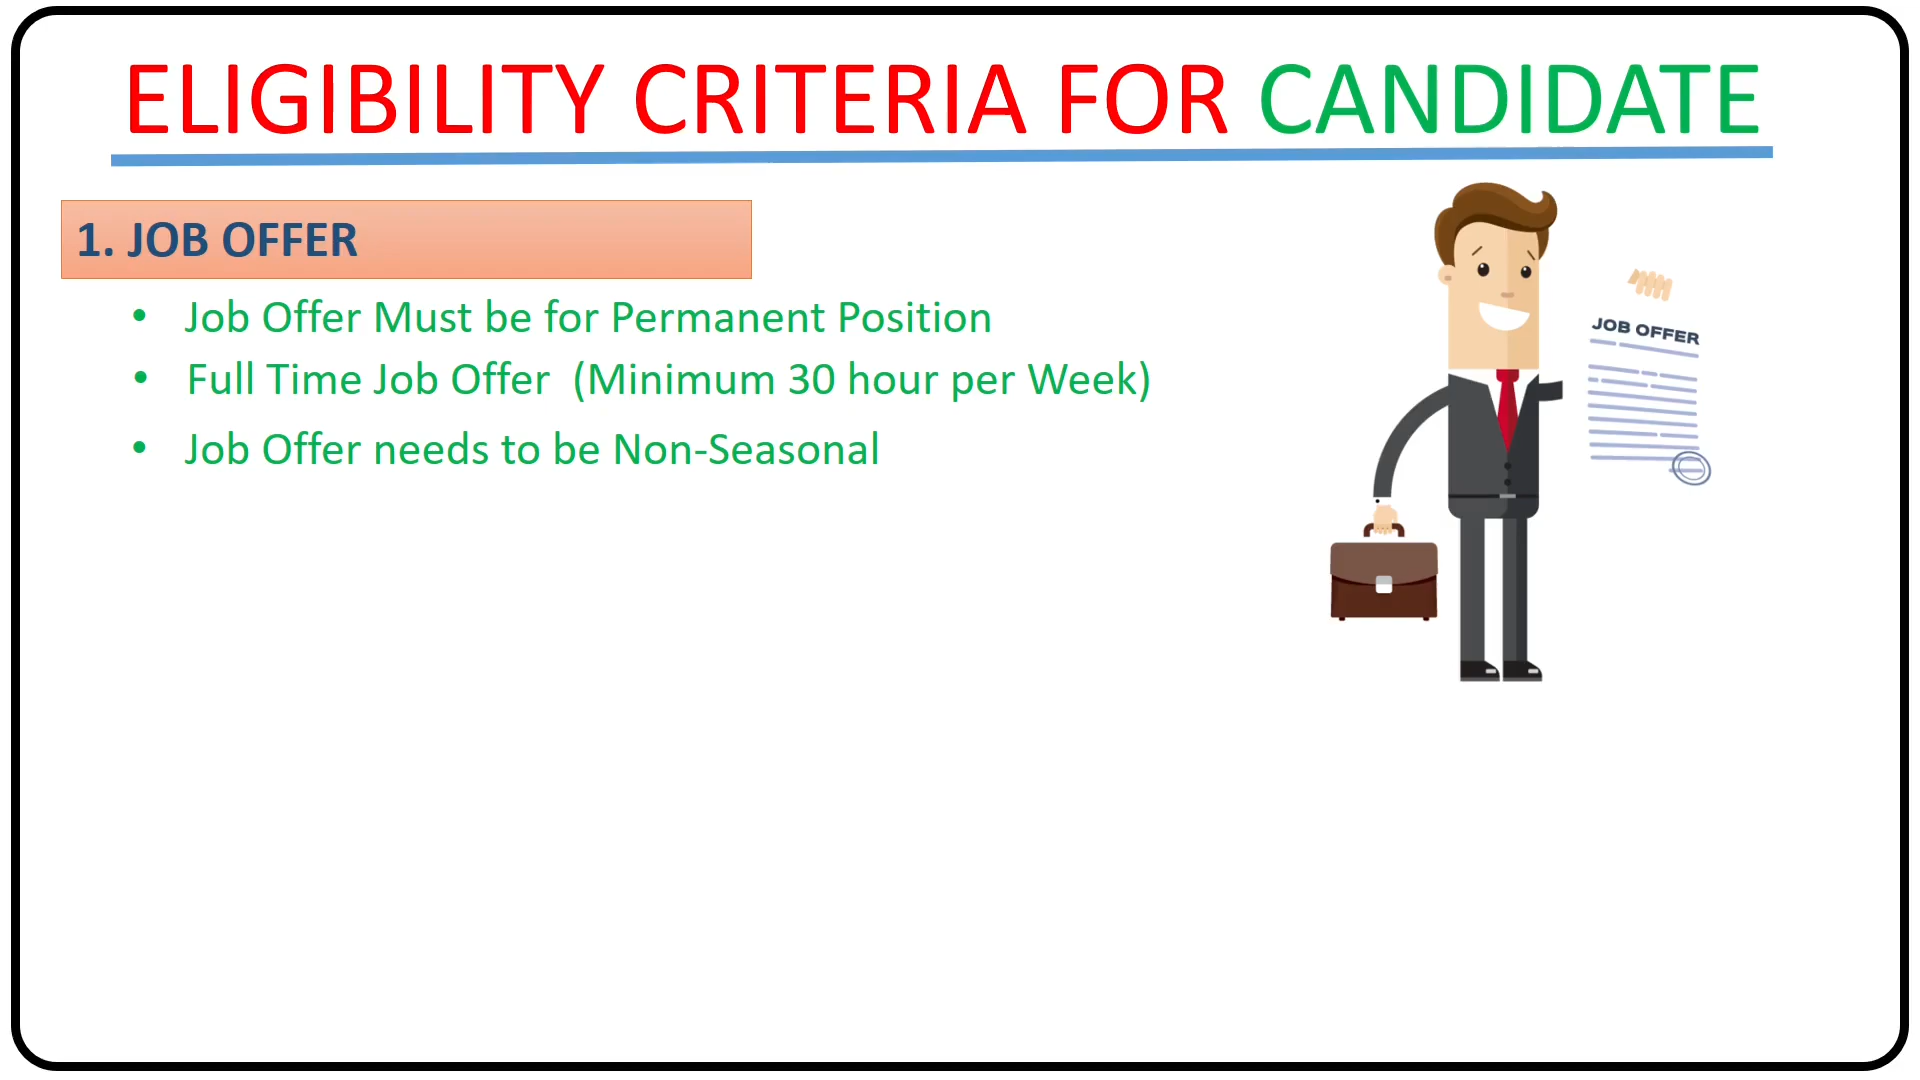 ELIGIBILITY CRITERIA FOR CANDIDATE
1. JOB OFFER
• Job Offer Must be for Permanent Position
• Full Time Job Offer (Minimum 30 hour per Week)
• Job Offer needs to be Non-Seasonal
JOB OFFER